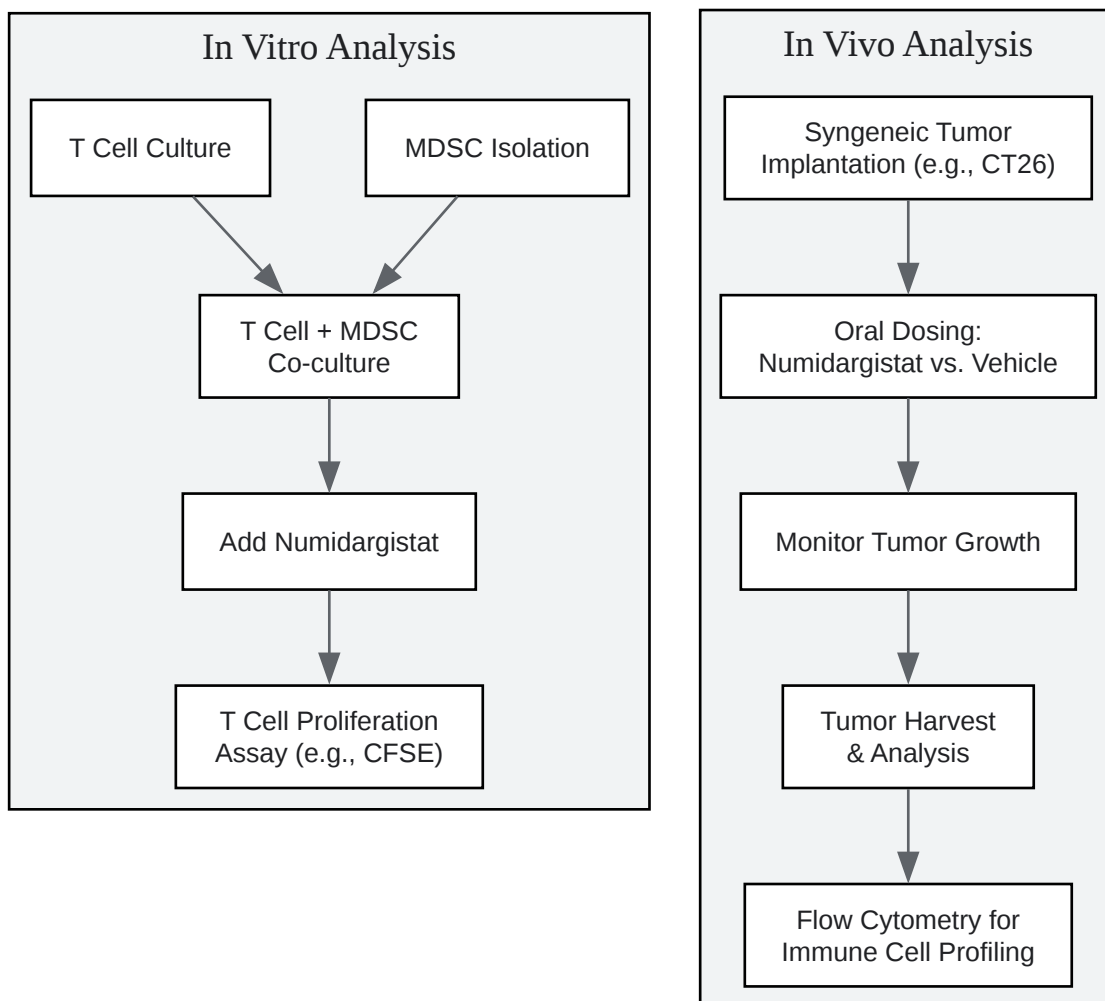 In Vitro Analysis
T Cell Culture
MDSC Isolation
T Cell + MDSC
Co-culture
Add Numidargistat
T Cell Proliferation
Assay (e.g., CFSE)
In Vivo Analysis
Syngeneic Tumor
Implantation (e.g., CT26)
Oral Dosing:
Numidargistat vs. Vehicle
Monitor Tumor Growth
Tumor Harvest
& Analysis
Flow Cytometry for
Immune Cell Profiling